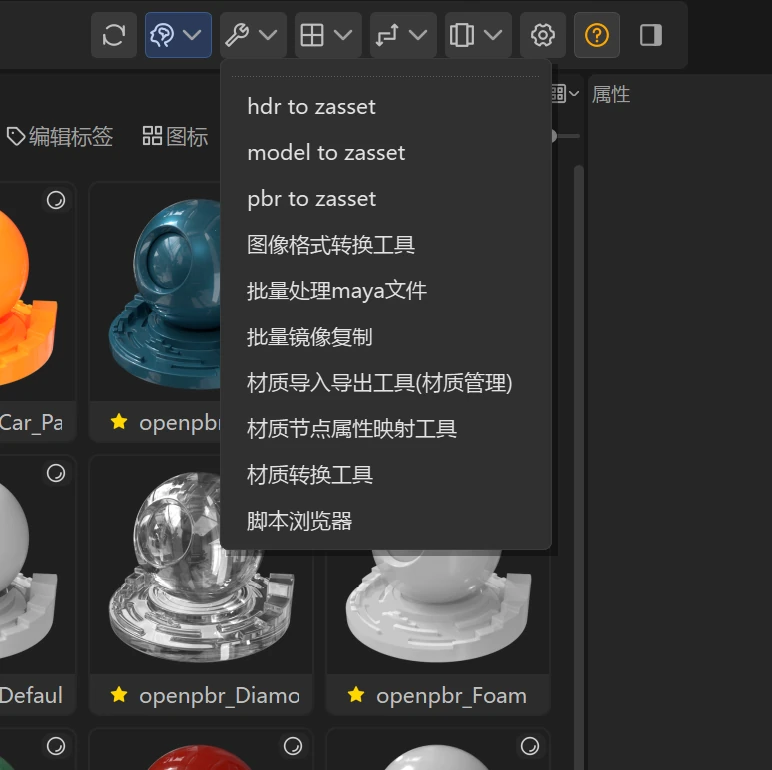 属性
编辑标签
图标
hdr to zasset
model to zasset
pbr to zasset
图像格式转换工具
批量处理maya文件
批量镜像复制
材质导入导出工具(材质管理)
材质节点属性映射工具
材质转换工具
脚本浏览器
Car_Pa
openpbr
Defaul
openpbr_Diamo
openpbr_Foam